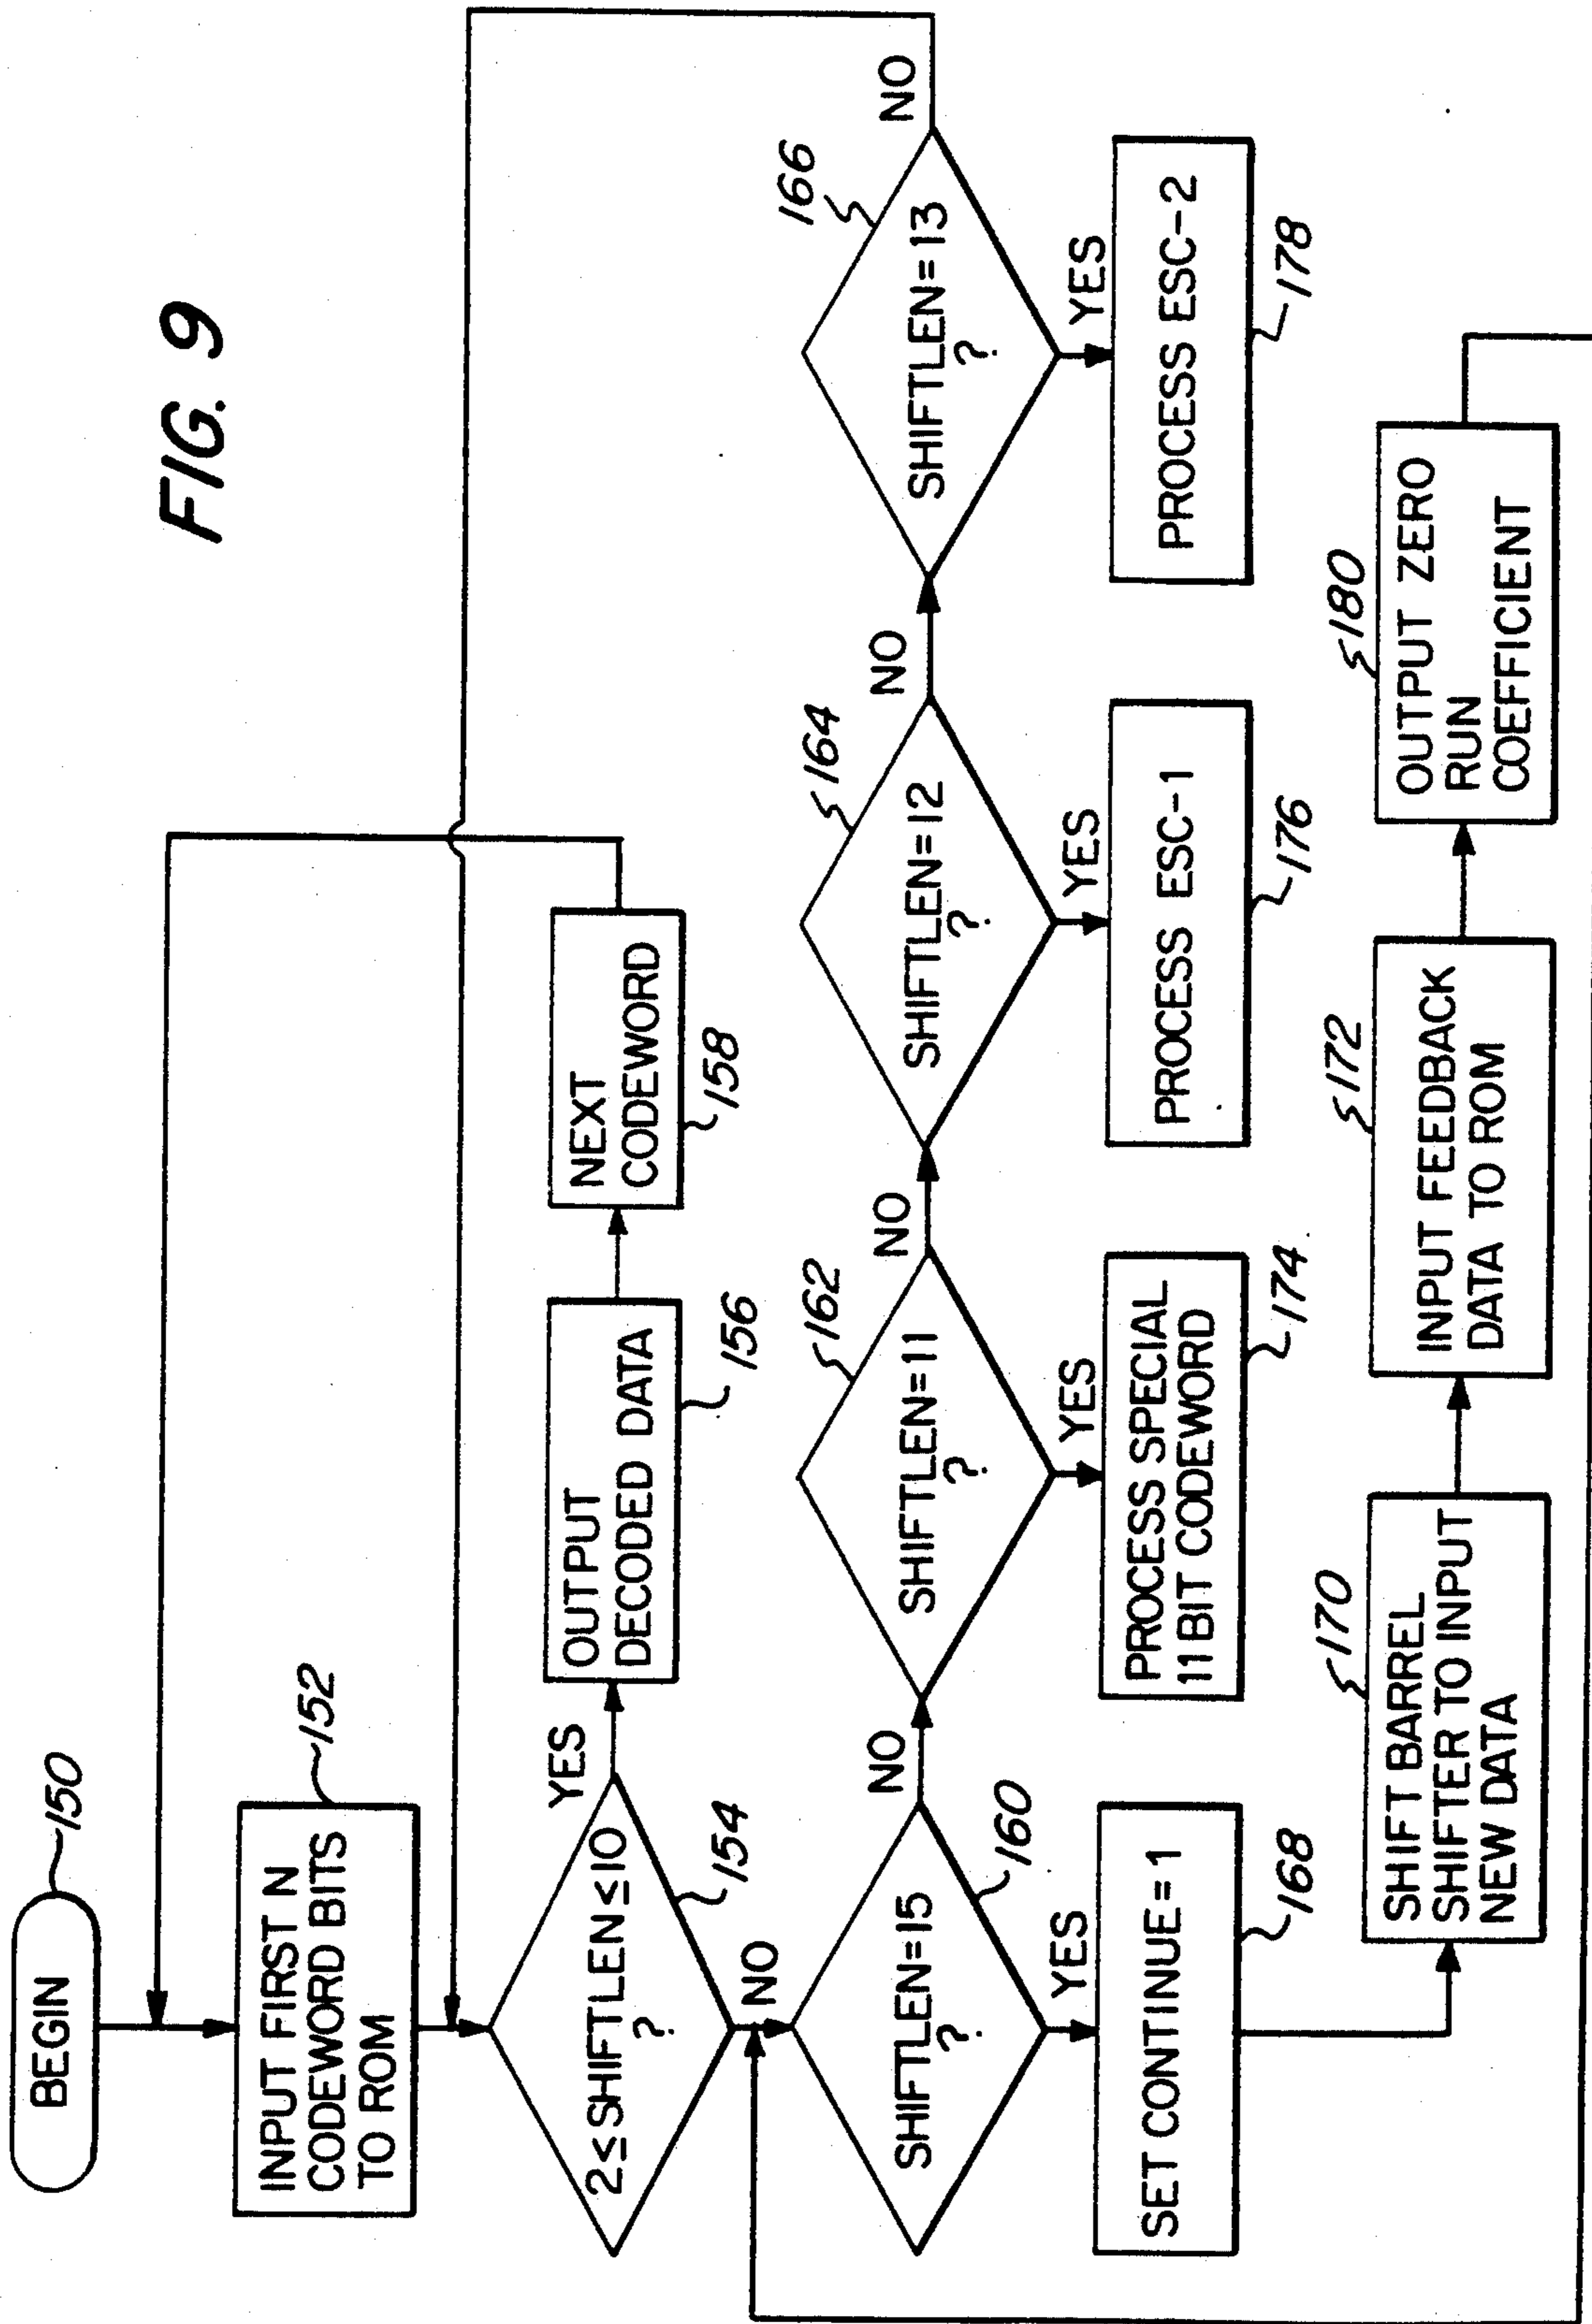 FIG. 9
BEGIN
150
INPUT FIRST N
CODEWORD BITS
TO ROM
152
2≤SHIFTLEN≤10
?
154
YES
OUTPUT
DECODED DATA
156
NEXT
CODEWORD
158
NO
SHIFTLEN=15
?
160
NO
SHIFTLEN=11
?
162
NO
SHIFTLEN=12
?
164
NO
SHIFTLEN=13
?
166
NO
YES
SET CONTINUE=1
168
YES
PROCESS SPECIAL
11 BIT CODEWORD
174
YES
PROCESS ESC-1
176
YES
PROCESS ESC-2
178
SHIFT BARREL
SHIFTER TO INPUT
NEW DATA
170
INPUT FEEDBACK
DATA TO ROM
172
OUTPUT ZERO
RUN
COEFFICIENT
180